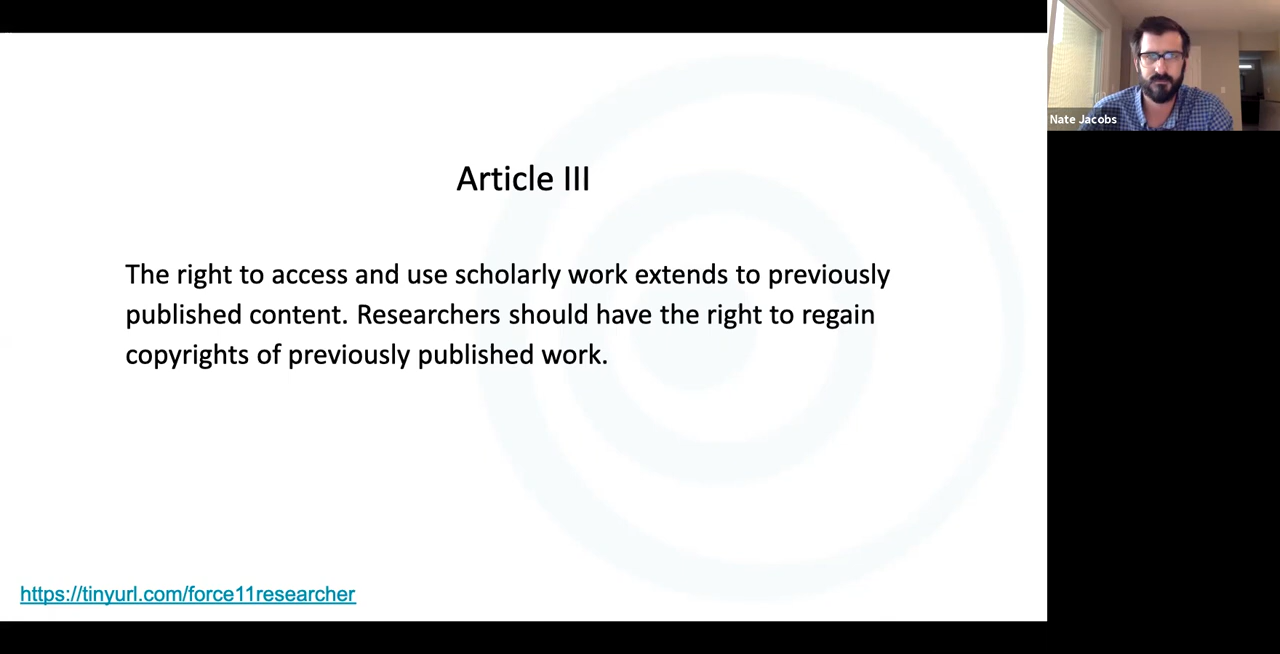 Article III
The right to access and use scholarly work extends to previously
published content. Researchers should have the right to regain
copyrights of previously published work.
https://tinyurl.com/force11researcher
Nate Jacobs